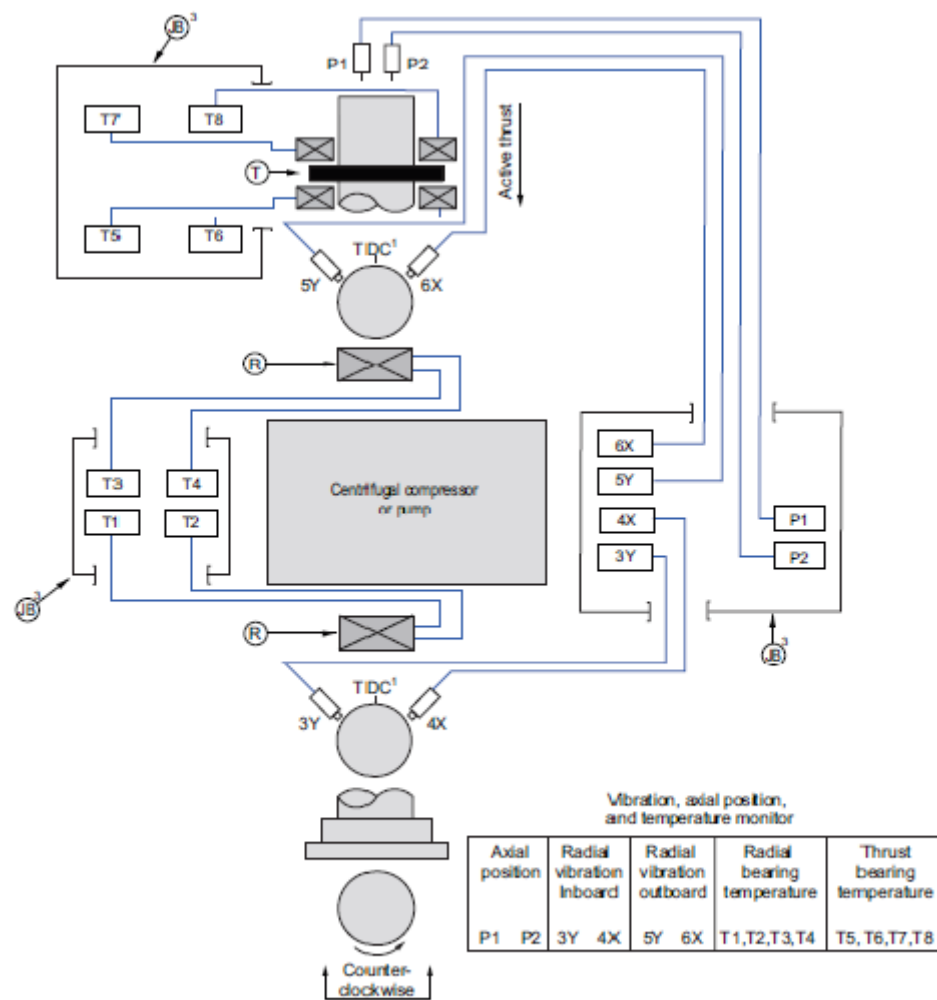 JB3
P1
P2
T7'
T8
T
T5
T6
Active thrust
TIDC1
5Y
6X
R
T3
T4
T1
T2
Centrifugal compressor
or pump
6X
5Y
4X
3Y
P1
P2
JB3
R
JB3
TIDC1
3Y
4X
Counter-
clockwise
Vibration, axial position,
and temperature monitor
Axial
position
P1 P2
Radial
vibration
Inboard
3Y 4X
Radial
vibration
outboard
5Y 6X
Radial
bearing
temperature
T1,T2,T3,T4
Thrust
bearing
temperature
T5, T6,T7,T8